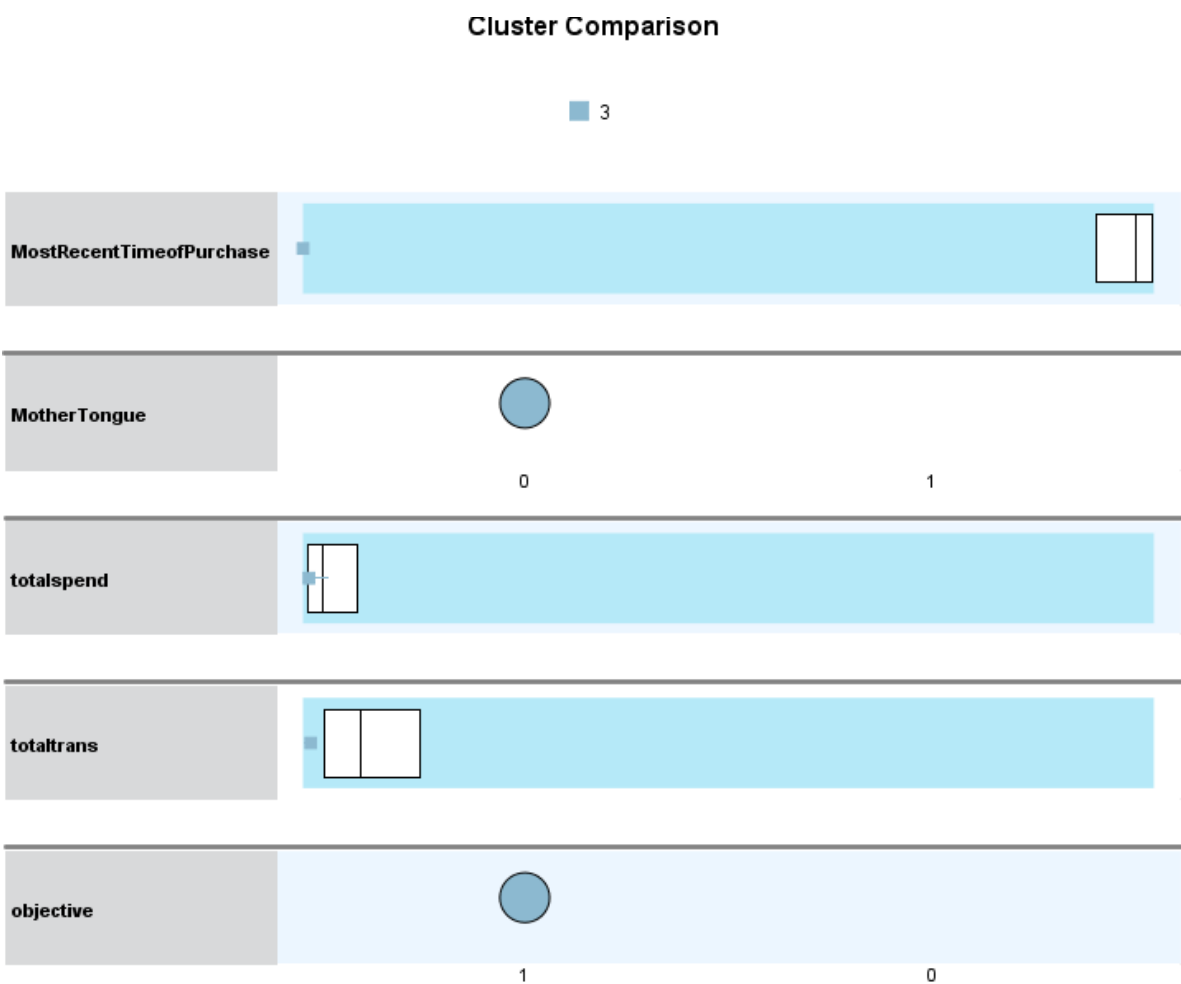 Cluster Comparison
3
MostRecentTimeofPurchase
MotherTongue
0 1
totalspend
totaltrans
objective
1 0